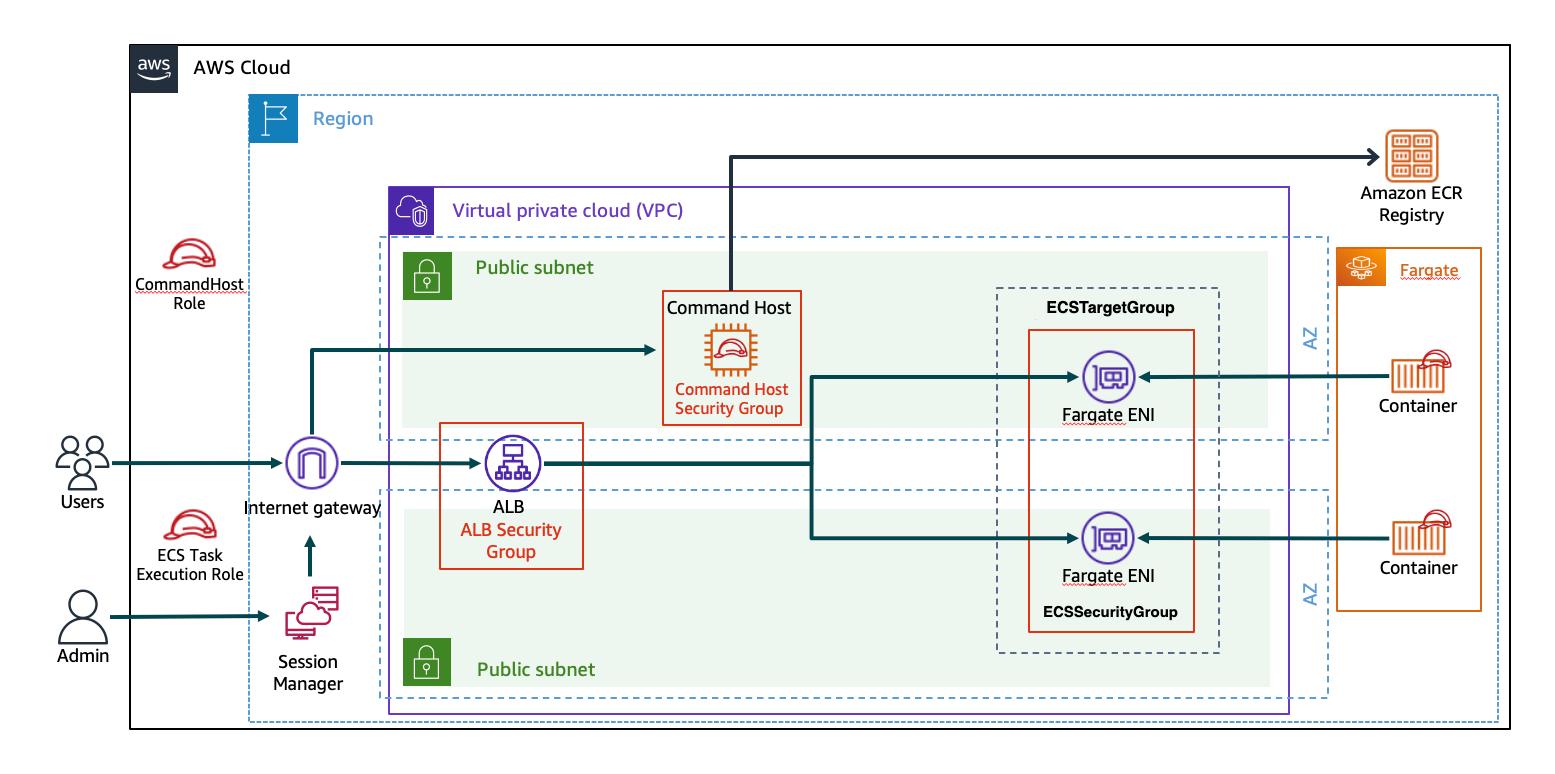 aws
AWS Cloud
Region
Amazon ECR
Registry
Virtual private cloud (VPC)
Public subnet
CommandHost
Role
Fargate
Command Host
Command Host
Security Group
ECSTargetGroup
AZ
Fargate ENI
Container
Users
Internet gateway
ALB
ALB Security
Group
ECS Task
Execution Role
Fargate ENI
Container
AZ
ECSSecurityGroup
Admin
Session
Manager
Public subnet